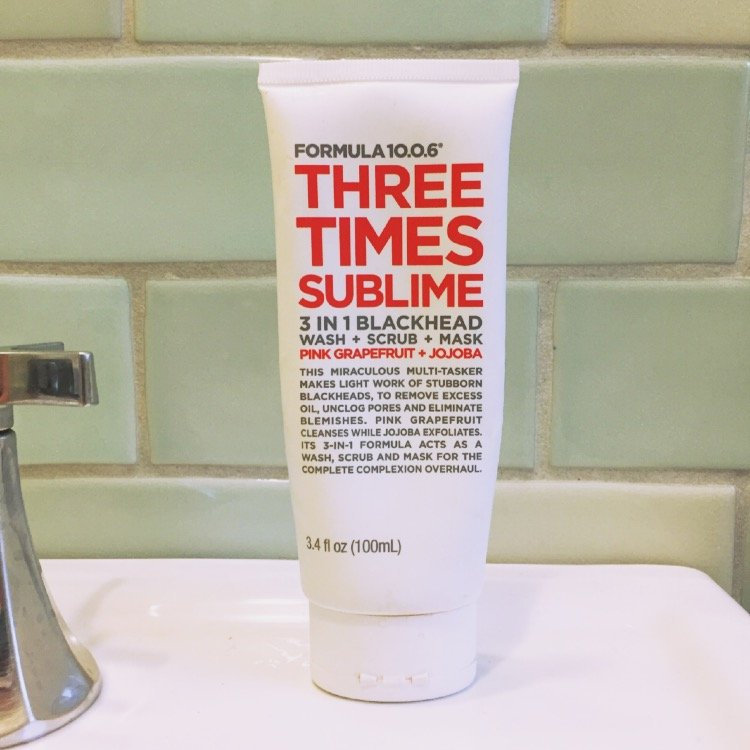 FORMULA 10.0.6®
THREE
TIMES
SUBLIME
3 IN 1 BLACKHEAD
WASH + SCRUB + MASK
PINK GRAPEFRUIT + JOJOBA
THIS MIRACULOUS MULTI-TASKER
MAKES LIGHT WORK OF STUBBORN
BLACKHEADS, TO REMOVE EXCESS
OIL, UNCLOG PORES AND ELIMINATE
BLEMISHES. PINK GRAPEFRUIT
CLEANSES WHILE JOJOBA EXFOLIATES.
ITS 3-IN-1 FORMULA ACTS AS A
WASH, SCRUB AND MASK FOR THE
COMPLETE COMPLEXION OVERHAUL.
3.4 fl oz (100mL)